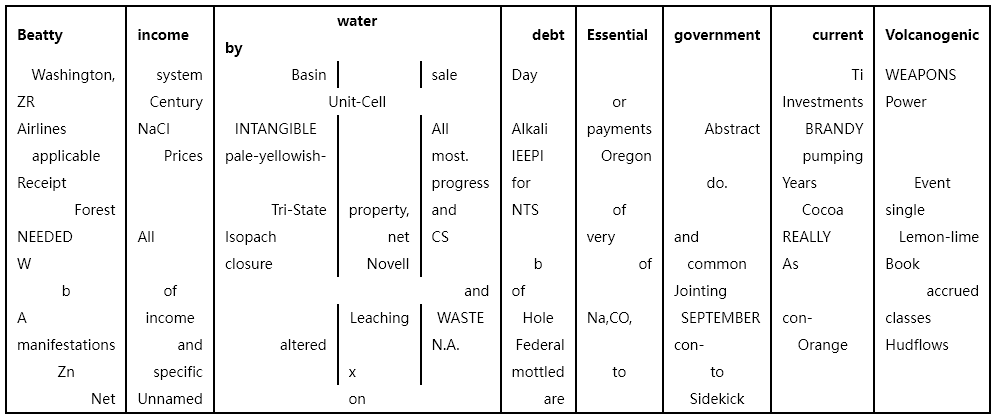 Beatty income water by debt Essential government current Volcanogenic
Washington, system Basin sale Day Ti WEAPONS
ZR Century Unit-Cell or Investments Power
Airlines NaCl INTANGIBLE All Alkali payments Abstract BRANDY
applicable Prices pale-yellowish- most. IEEPI Oregon pumping
Receipt progress for do. Years Event
Forest Tri-State property, and NTS of Cocoa single
NEEDED All Isopach net CS very and REALLY Lemon-lime
W closure Novell b of common As Book
b of and of Jointing accrued
A income Leaching WASTE Hole Na,CO, SEPTEMBER con- classes
manifestations and altered N.A. Federal con- Orange Hudflows
Zn specific x mottled to to
Net Unnamed on are Sidekick